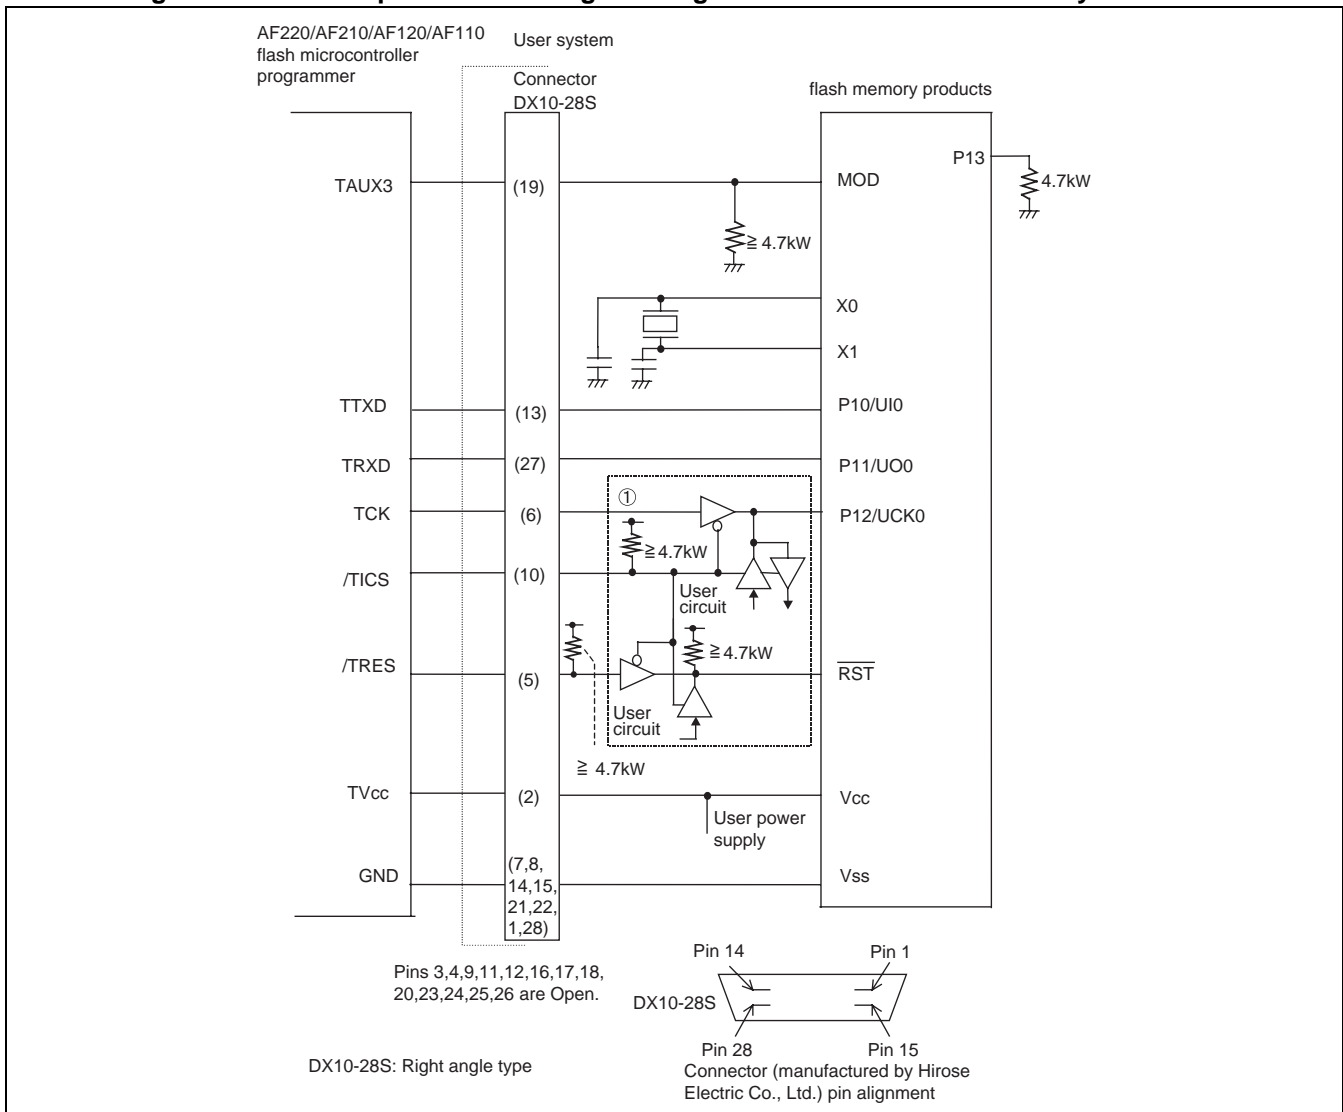 AF220/AF210/AF120/AF110
flash microcontroller
programmer
User system
Connector
DX10-28S
flash memory products
P13
4.7kW
TAUX3
(19)
MOD
≧ 4.7kW
X0
X1
TTXD
(13)
P10/UI0
TRXD
(27)
P11/UO0
①
TCK
(6)
P12/UCK0
≧ 4.7kW
/TICS
(10)
User
circuit
≧ 4.7kW
/TRES
(5)
RST
User
circuit
≧ 4.7kW
TVcc
(2)
Vcc
User power
supply
GND
(7,8,
14,15,
21,22,
1,28)
Vss
Pins 3,4,9,11,12,16,17,18,
20,23,24,25,26 are Open.
Pin 14
Pin 1
DX10-28S
Pin 28
Pin 15
DX10-28S: Right angle type
Connector (manufactured by Hirose
Electric Co., Ltd.) pin alignment